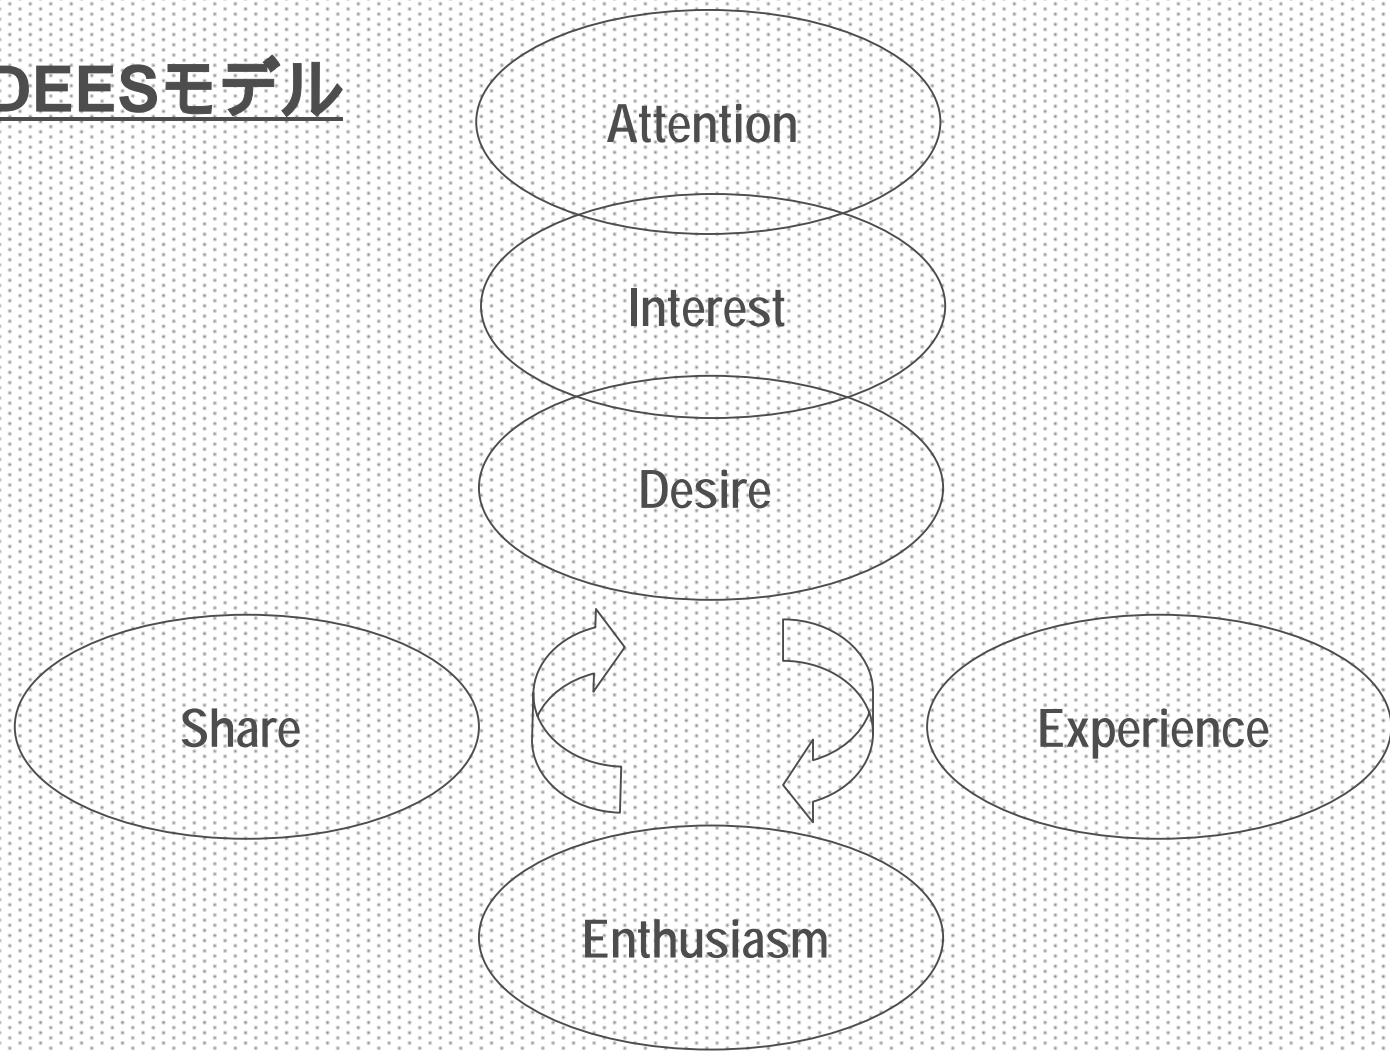 DEESモデル
Attention
Interest
Desire
Share
Experience
Enthusiasm